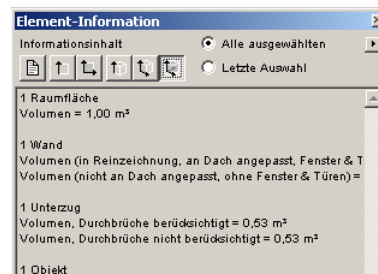 Element-Information
Informationsinhalt
Alle ausgewählten
Letzte Auswahl
1 Raumfläche
Volumen = 1,00 m³
1 Wand
Volumen (in Reinzeichnung, an Dach angepasst, Fenster & T
Volumen (nicht an Dach angepasst, ohne Fenster & Türen) =
1 Unterzug
Volumen, Durchbrüche berücksichtigt = 0,53 m³
Volumen, Durchbrüche nicht berücksichtigt = 0,53 m³
1 Objekt